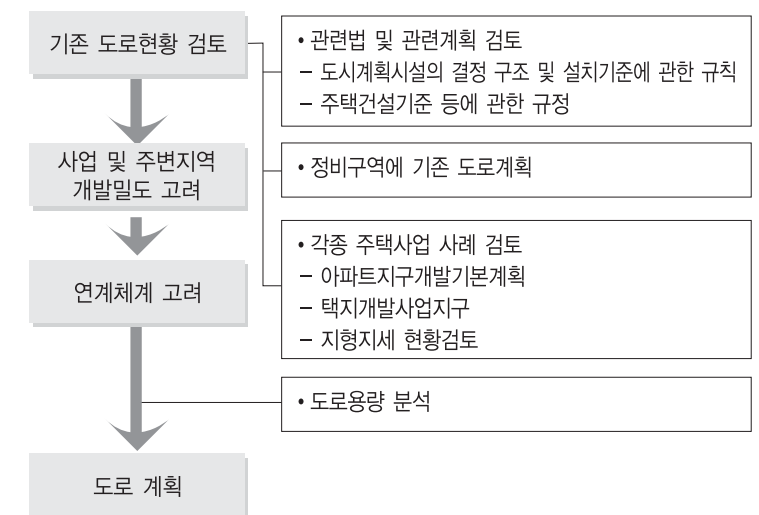 기존 도로현황 검토
• 관련법 및 관련계획 검토
– 도시계획시설의 결정 구조 및 설치기준에 관한 규칙
– 주택건설기준 등에 관한 규정
사업 및 주변지역
개발밀도 고려
• 정비구역에 기존 도로계획
연계체계 고려
• 각종 주택사업 사례 검토
– 아파트지구개발기본계획
– 택지개발사업지구
– 지형지세 현황검토
• 도로용량 분석
도로 계획